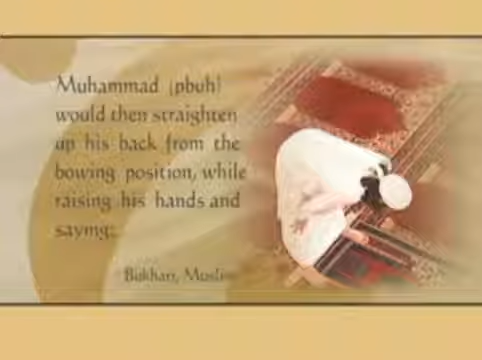 Muhammad (pbuh)
would then straighten
up his back from the
bowing position, while
raising his hands and
saying:
Bukhari, Muslim